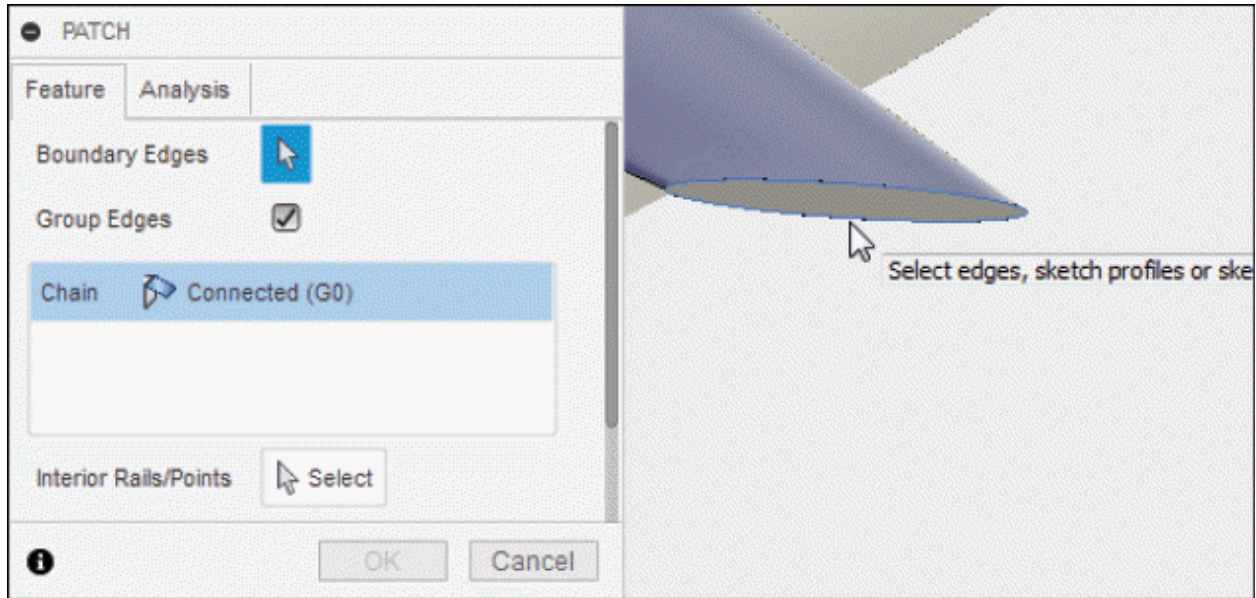 PATCH
Feature Analysis
Boundary Edges
Group Edges
Chain Connected (G0)
Interior Rails/Points Select
OK Cancel
Select edges, sketch profiles or ske